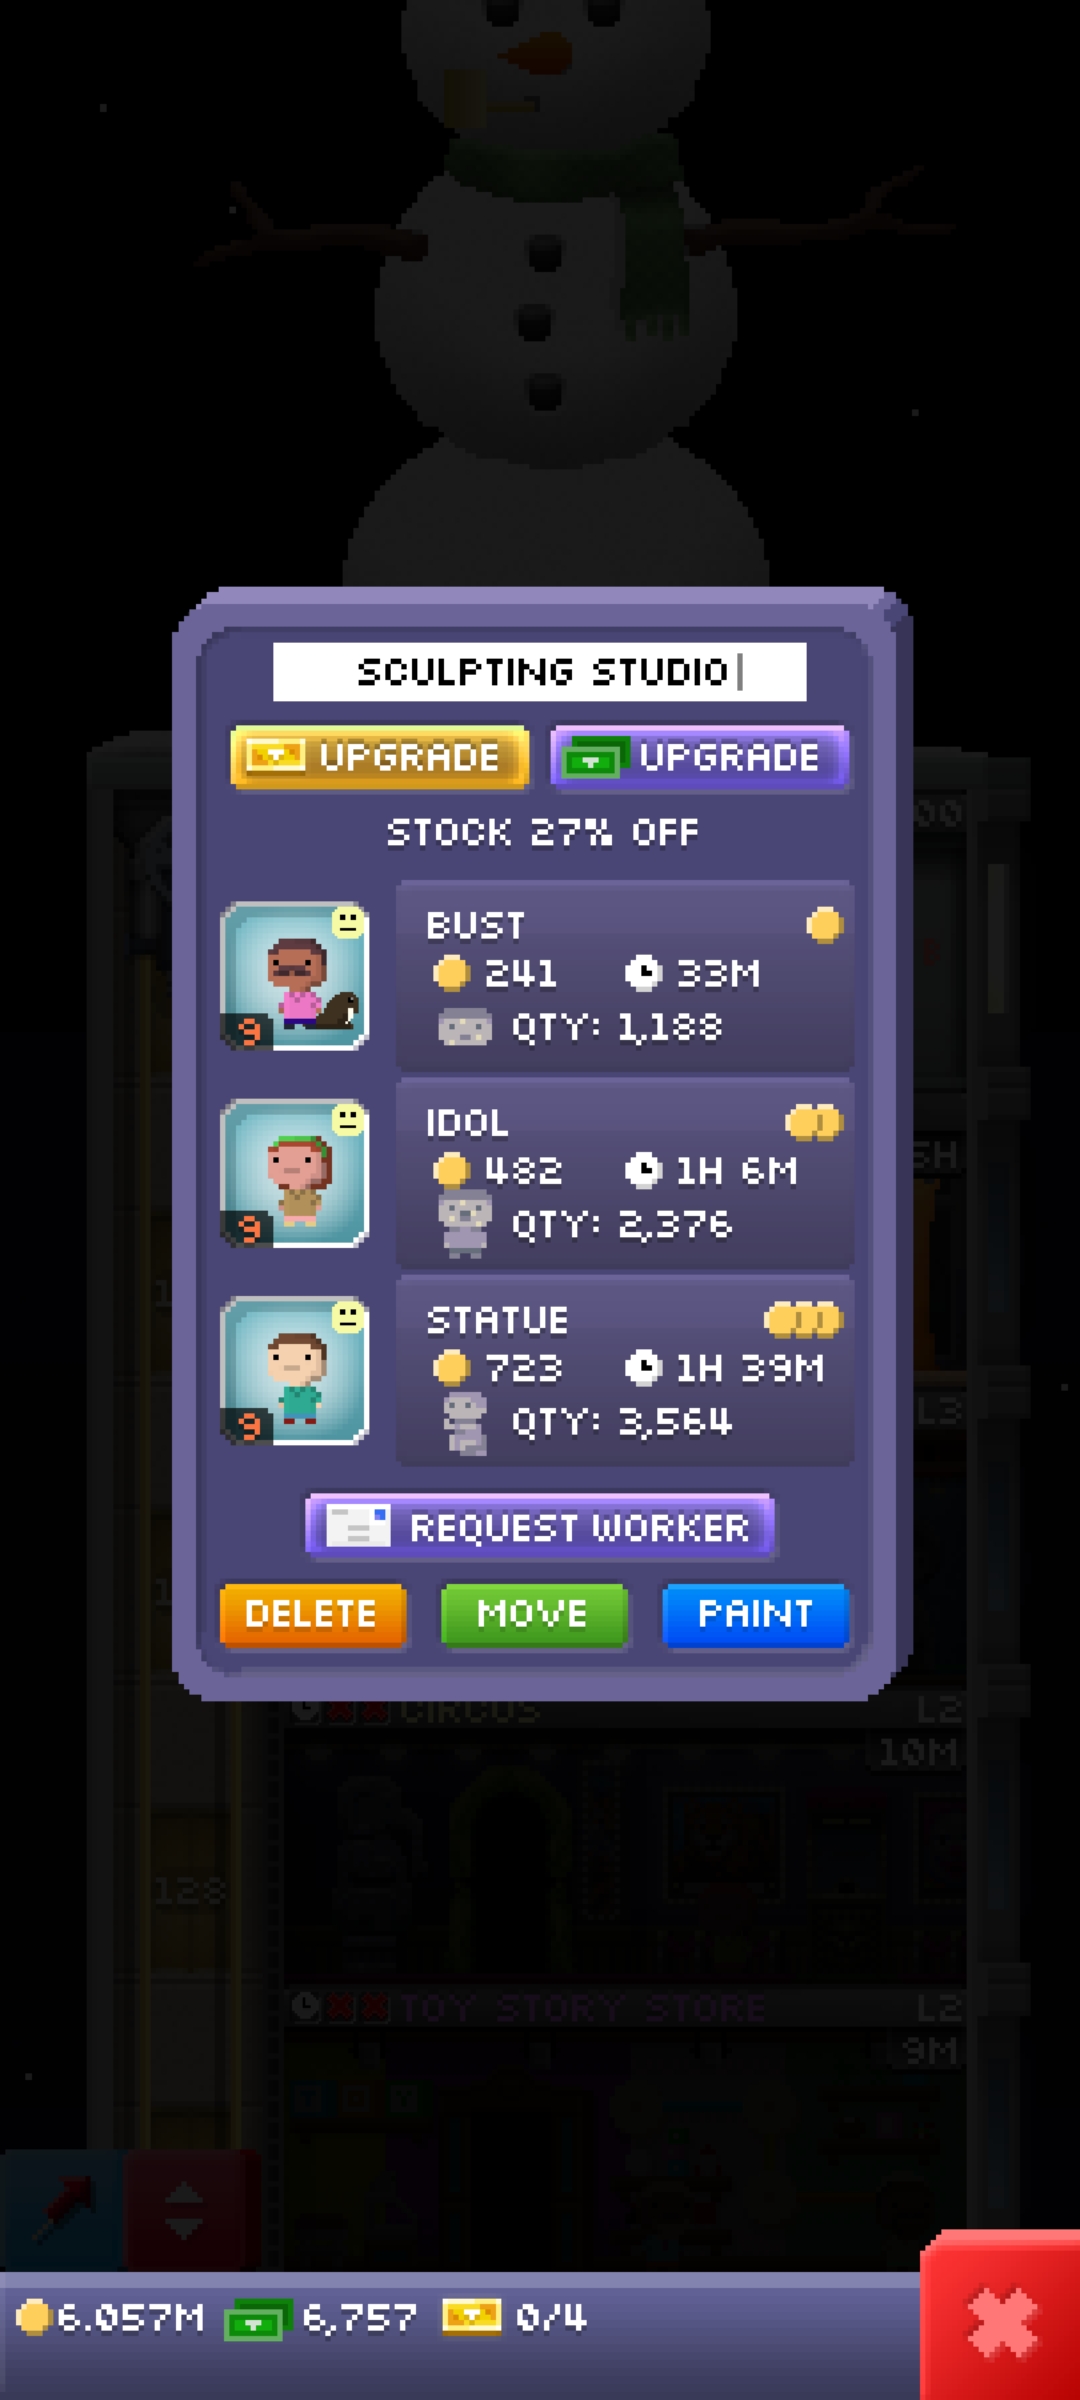 SCULPTING STUDIO
UPGRADE UPGRADE
STOCK 27% OFF
BUST
241 33M
9 QTY: 1,188
IDOL
482 1H 6M
9 QTY: 2,376
STATUE
723 1H 39M
9 QTY: 3,564
REQUEST WORKER
DELETE MOVE PAINT
CIRCUS L2
10M
128
TOY STORY STORE L2
9M
6.057M 6,757 0/4